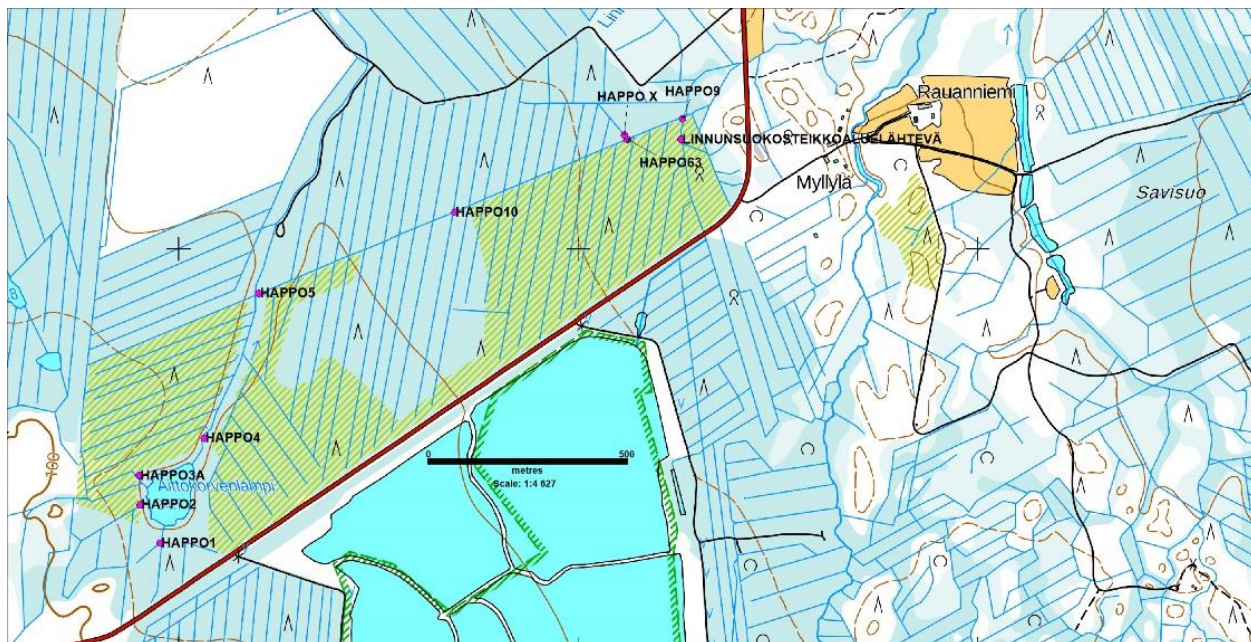 HAPPO X
HAPPO9
Rauanniemi
LINNUNSUOKOSTEIKKOALUELÄHTEVÄ
HAPPO63
Myllylä
Savisuo
HAPPO10
HAPPO5
HAPPO4
100
HAPPO3A
Aittokorvenlampi
HAPPO2
HAPPO1
0
500
metres
Scale: 1:4 627